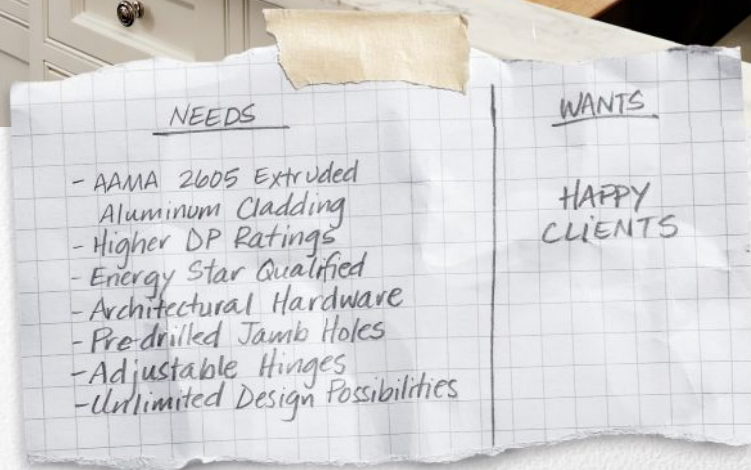 NEEDS
- AAMA 2605 Extruded
Aluminum Cladding
- Higher DP Ratings
- Energy Star Qualified
- Architectural Hardware
- Pre-drilled Jamb Holes
- Adjustable Hinges
- Unlimited Design Possibilities
WANTS
HAPPY
CLIENTS